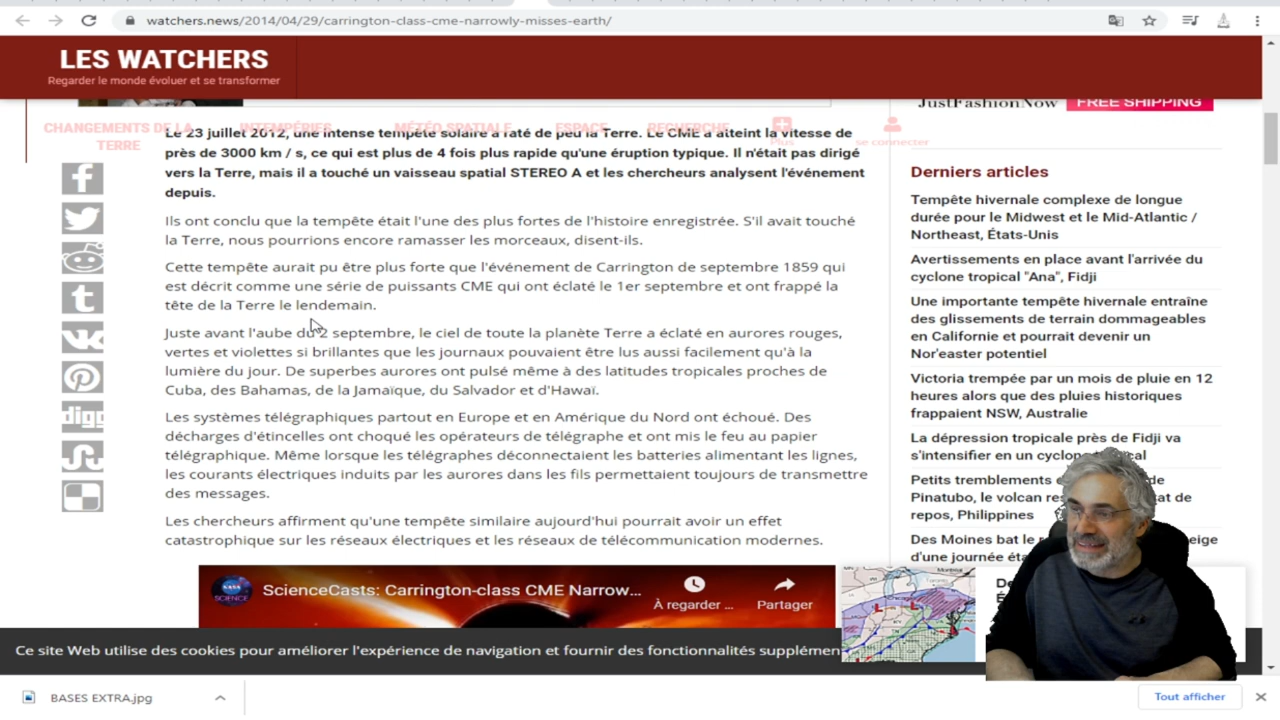 watchers.news/2014/04/29/carrington-class-cme-narrowly-misses-earth/
LES WATCHERS
Regarder le monde évoluer et se transformer
JustFashionNow
FREE SHIPPING
CHANGEMENTS DE LA
TERRE
INTEMPÉRIES
MÉTÉO SPATIALE
ESPACE
RECHERCHE
Plus
se connecter
Le 23 juillet 2012, une intense tempête solaire a raté de peu la Terre. Le CME a atteint la vitesse de
près de 3000 km / s, ce qui est plus de 4 fois plus rapide qu'une éruption typique. Il n'était pas dirigé
vers la Terre, mais il a touché un vaisseau spatial STEREO A et les chercheurs analysent l'événement
depuis.
Ils ont conclu que la tempête était l'une des plus fortes de l'histoire enregistrée. S'il avait touché
la Terre, nous pourrions encore ramasser les morceaux, disent-ils.
Cette tempête aurait pu être plus forte que l'événement de Carrington de septembre 1859 qui
est décrit comme une série de puissants CME qui ont éclaté le 1er septembre et ont frappé la
tête de la Terre le lendemain.
Juste avant l'aube du 2 septembre, le ciel de toute la planète Terre a éclaté en aurores rouges,
vertes et violettes si brillantes que les journaux pouvaient être lus aussi facilement qu'à la
lumière du jour. De superbes aurores ont pulsé même à des latitudes tropicales proches de
Cuba, des Bahamas, de la Jamaïque, du Salvador et d'Hawaï.
Les systèmes télégraphiques partout en Europe et en Amérique du Nord ont échoué. Des
décharges d'étincelles ont choqué les opérateurs de télégraphe et ont mis le feu au papier
télégraphique. Même lorsque les télégraphes déconnectaient les batteries alimentant les lignes,
les courants électriques induits par les aurores dans les fils permettaient toujours de transmettre
des messages.
Les chercheurs affirment qu'une tempête similaire aujourd'hui pourrait avoir un effet
catastrophique sur les réseaux électriques et les réseaux de télécommunication modernes.
digg
NASA
SCIENCE
ScienceCasts: Carrington-class CME Narrow...
À regarder ...
Partager
Derniers articles
Tempête hivernale complexe de longue
durée pour le Midwest et le Mid-Atlantic /
Northeast, États-Unis
Avertissements en place avant l'arrivée du
cyclone tropical "Ana", Fidji
Une importante tempête hivernale entraîne
des glissements de terrain dommageables
en Californie et pourrait devenir un
Nor'easter potentiel
Victoria trempée par un mois de pluie en 12
heures alors que des pluies historiques
frappaient NSW, Australie
La dépression tropicale près de Fidji va
s'intensifier en un
Petits tremblements de
Pinatubo, le volcan de
repos, Philippines
Des Moines bat le
d'une journée
Ce site Web utilise des cookies pour améliorer l'expérience de navigation et fournir des fonctionnalités
BASES EXTRA.jpg
Tout afficher